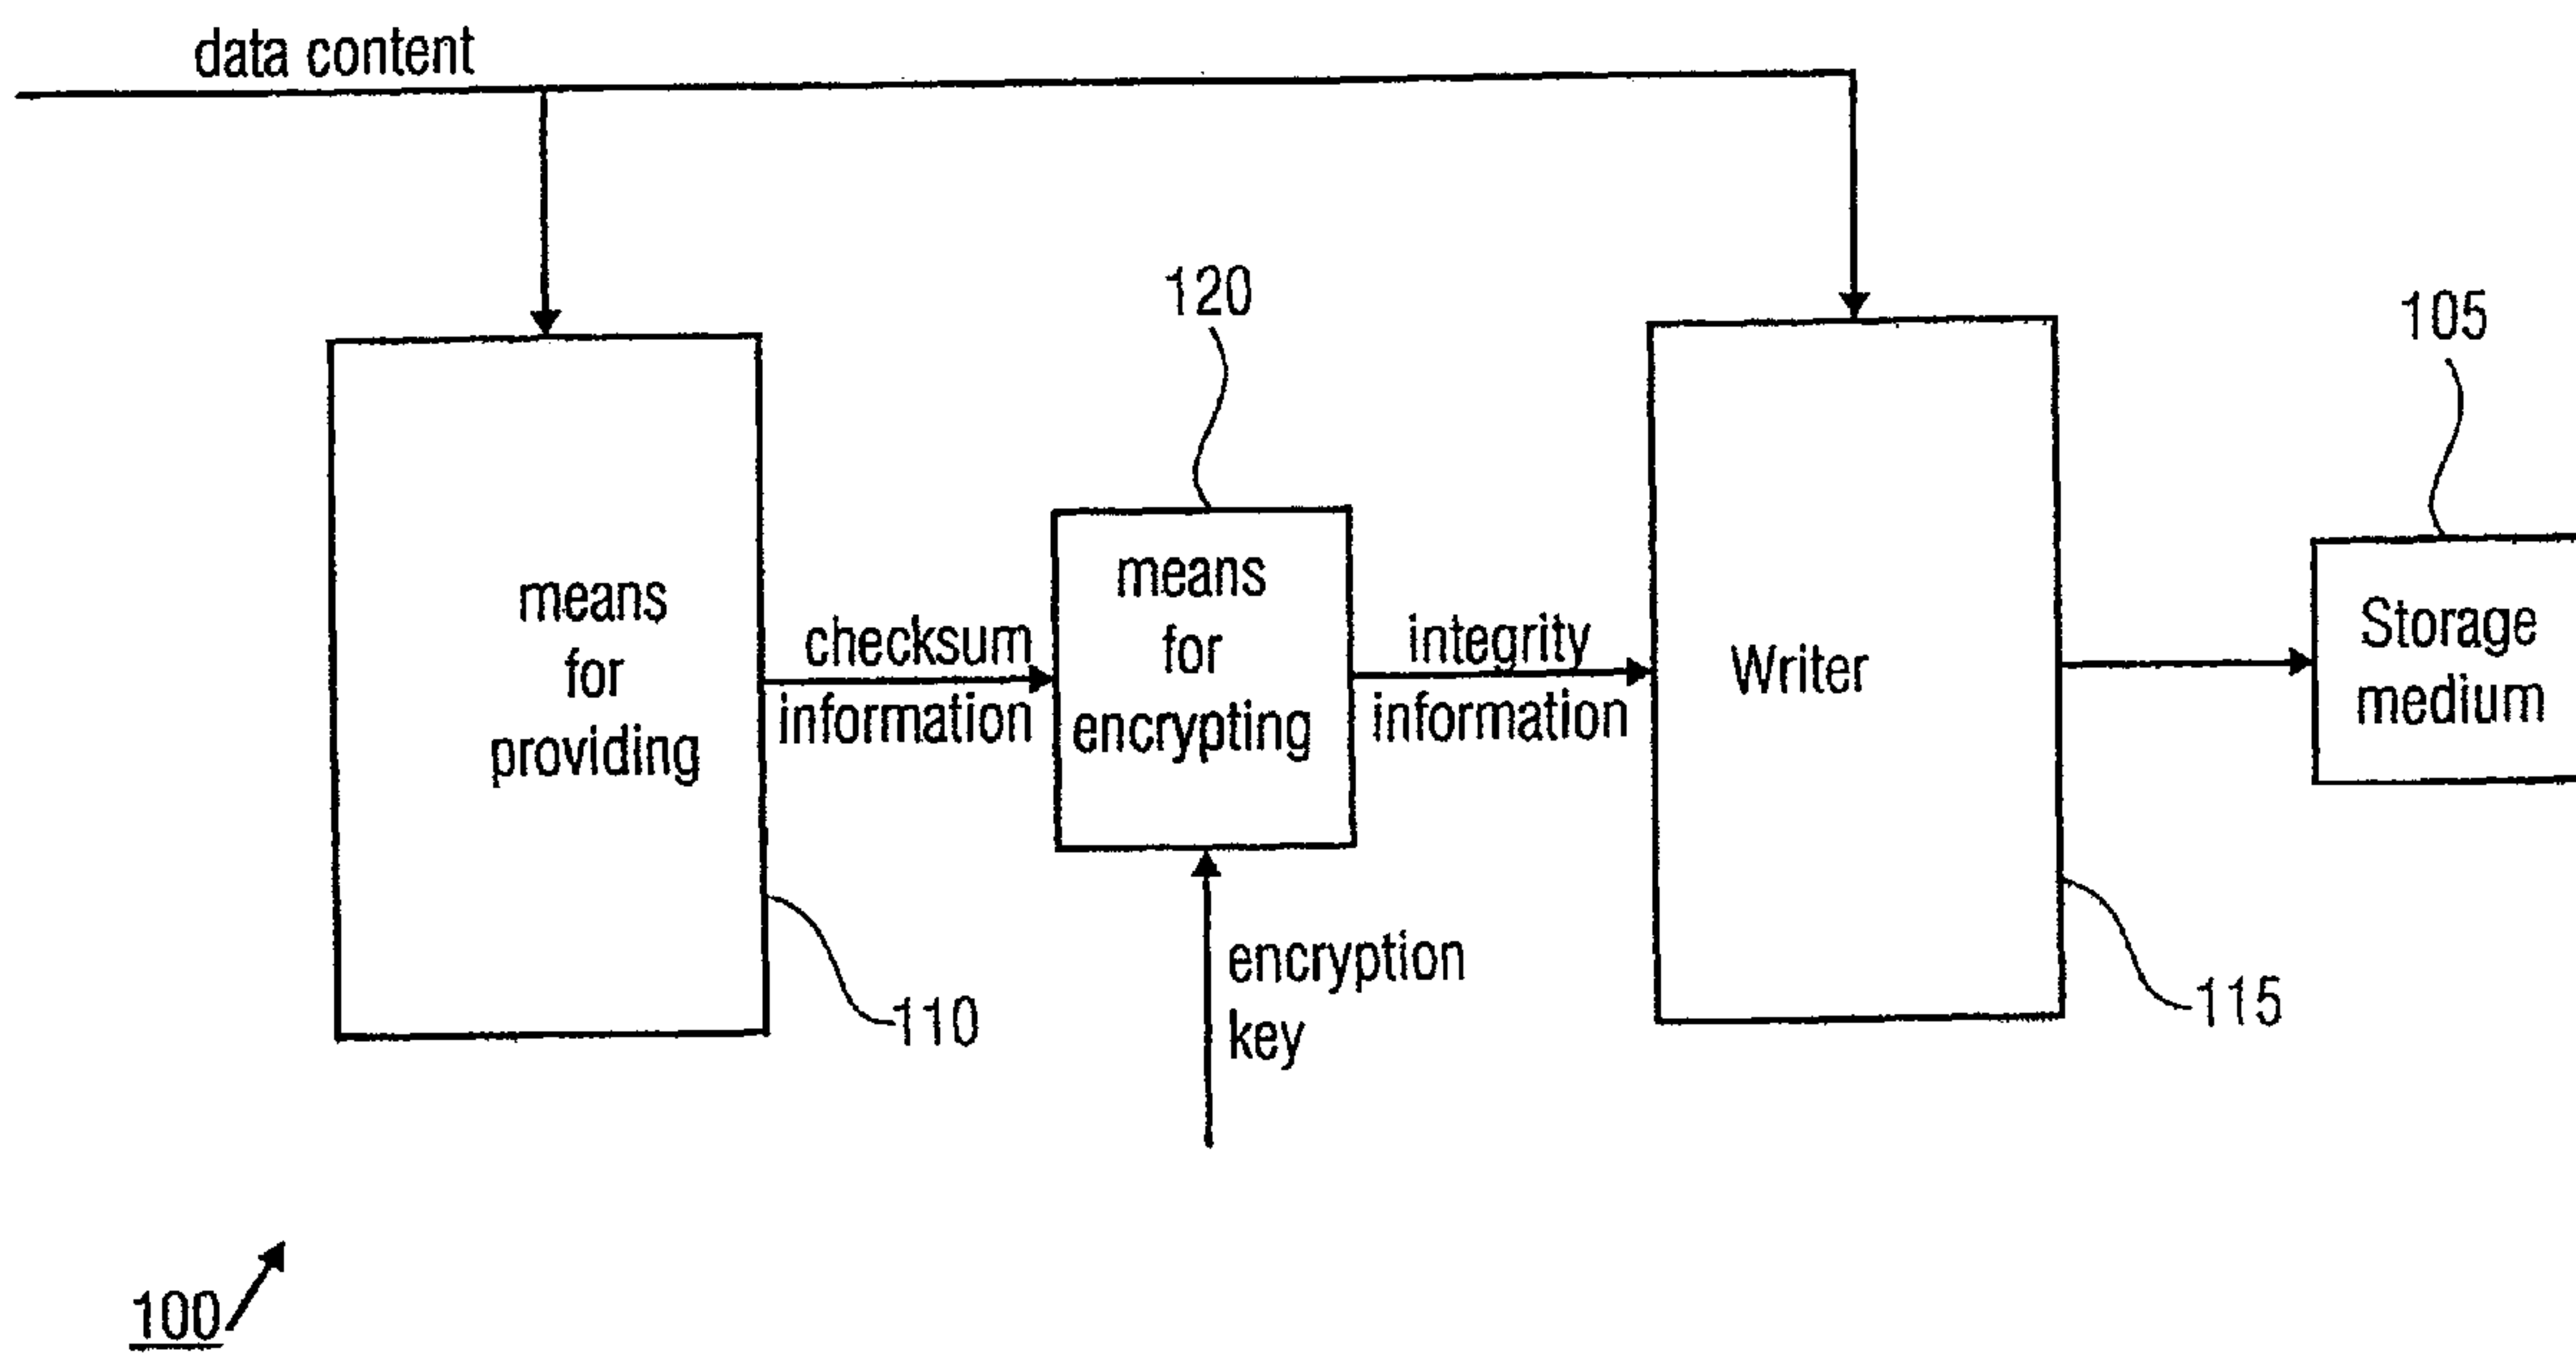 data content
120
105
means
for
providing
checksum
information
means
for
encrypting
integrity
information
Writer
Storage
medium
110
encryption
key
115
100